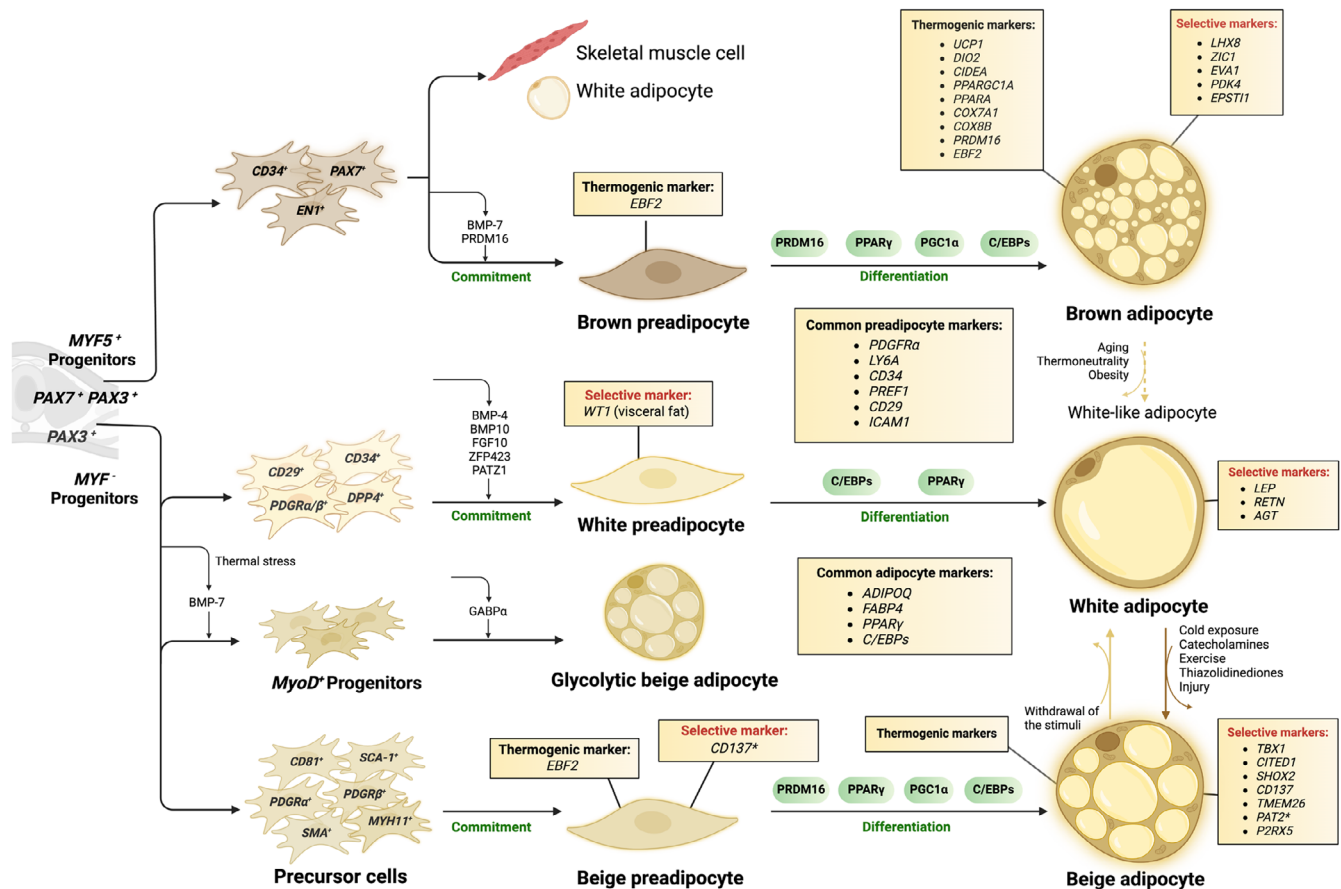 Skeletal muscle cell
White adipocyte
Thermogenic markers:
• UCP1
• DIO2
• CIDEA
• PPARGC1A
• PPARA
• COX7A1
• COX8B
• PRDM16
• EBF2
Selective markers:
• LHX8
• ZIC1
• EVA1
• PDK4
• EPSTI1
CD34⁺
PAX7⁺
EN1⁺
BMP-7
PRDM16
Commitment
Thermogenic marker:
EBF2
Brown preadipocyte
PRDM16
PPARγ
PGC1α
C/EBPs
Differentiation
Brown adipocyte
MYF5⁺
Progenitors
PAX7⁺ PAX3⁺
PAX3⁺
MYF⁻
Progenitors
Common preadipocyte markers:
• PDGFRα
• LY6A
• CD34
• PREF1
• CD29
• ICAM1
Aging
Thermoneutrality
Obesity
White-like adipocyte
CD29⁺
CD34⁺
PDGRα/β⁺
DPP4⁺
BMP-4
BMP10
FGF10
ZFP423
PATZ1
Commitment
Selective marker:
WT1 (visceral fat)
White preadipocyte
C/EBPs
PPARγ
Differentiation
Selective markers:
• LEP
• RETN
• AGT
White adipocyte
Thermal stress
BMP-7
MyoD⁺ Progenitors
GABPα
Glycolytic beige adipocyte
Common adipocyte markers:
• ADIPOQ
• FABP4
• PPARγ
• C/EBPs
Cold exposure
Catecholamines
Exercise
Thiazolidinediones
Injury
Withdrawal of
the stimuli
CD81⁺
SCA-1⁺
PDGRα⁺
PDGRβ⁺
SMA⁺
MYH11⁺
Precursor cells
Commitment
Thermogenic marker:
EBF2
Selective marker:
CD137*
Beige preadipocyte
PRDM16
PPARγ
PGC1α
C/EBPs
Differentiation
Thermogenic markers
Selective markers:
• TBX1
• CITED1
• SHOX2
• CD137
• TMEM26
• PAT2*
• P2RX5
Beige adipocyte